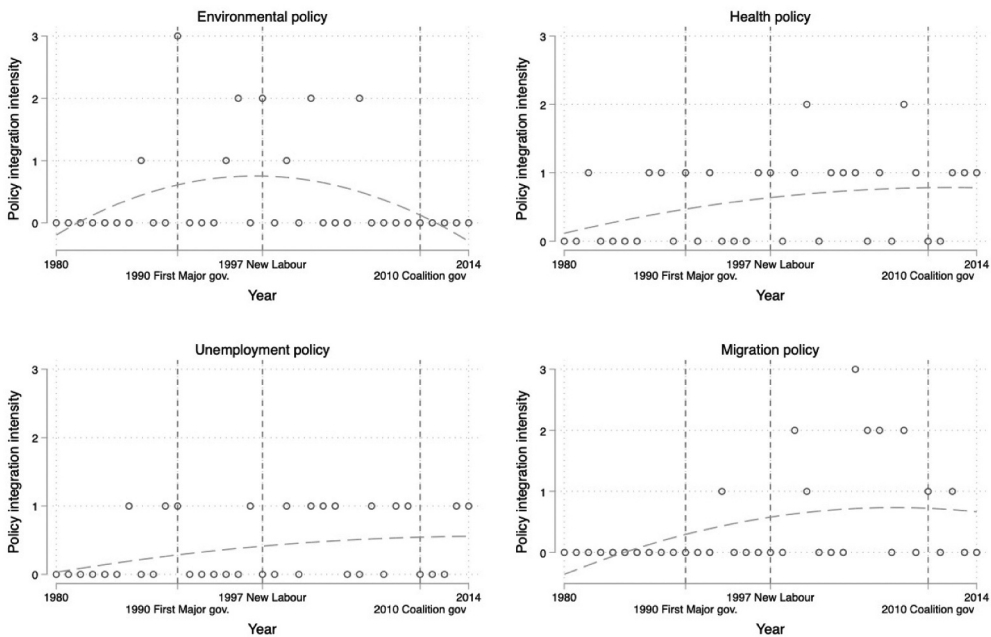 Environmental policy
Policy integration intensity
3
2
1
0
1980
1997 New Labour
2014
1990 First Major gov.
2010 Coalition gov
Year
Health policy
Policy integration intensity
3
2
1
0
1980
1997 New Labour
2014
1990 First Major gov.
2010 Coalition gov
Year
Unemployment policy
Policy integration intensity
3
2
1
0
1980
1997 New Labour
2014
1990 First Major gov.
2010 Coalition gov
Year
Migration policy
Policy integration intensity
3
2
1
0
1980
1997 New Labour
2014
1990 First Major gov.
2010 Coalition gov
Year